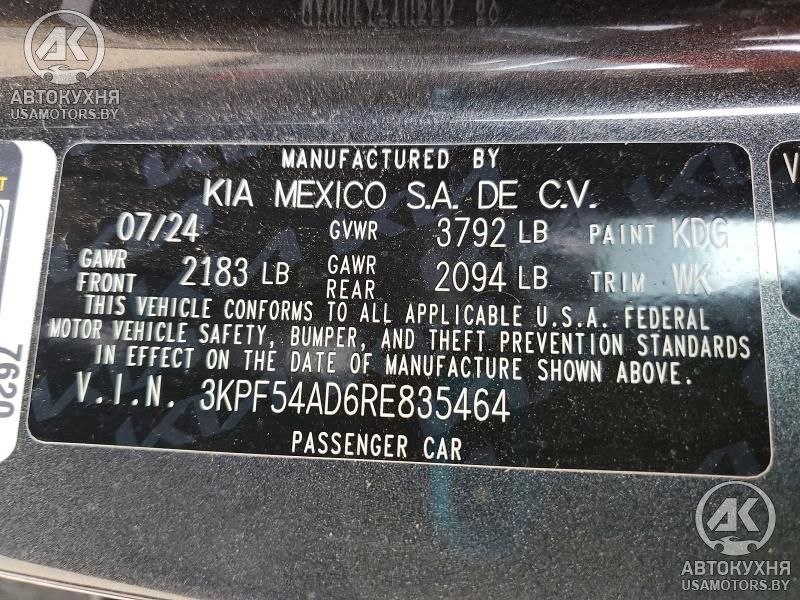 АВТОКУХНЯ
USAMOTORS.BY
MANUFACTURED BY
KIA MEXICO S.A. DE C.V.
07/24 GVWR 3792 LB PAINT KDG
GAWR FRONT 2183 LB GAWR REAR 2094 LB TRIM WK
THIS VEHICLE CONFORMS TO ALL APPLICABLE U.S.A. FEDERAL
MOTOR VEHICLE SAFETY, BUMPER, AND THEFT PREVENTION STANDARDS
IN EFFECT ON THE DATE OF MANUFACTURE SHOWN ABOVE.
V.I.N. 3KPF54AD6RE835464
PASSENGER CAR
7620
АК
АВТОКУХНЯ
USAMOTORS.BY